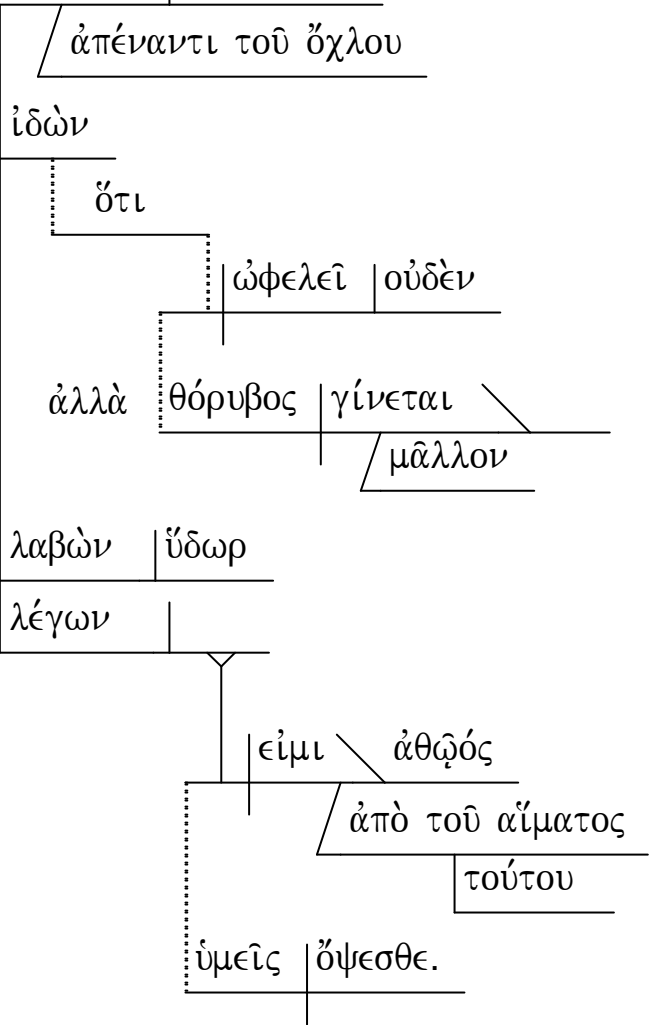 ἀπέναντι τοῦ ὄχλου
ἰδὼν
ὅτι
ὠφελεῖ οὐδὲν
ἀλλὰ θόρυβος γίνεται
μᾶλλον
λαβὼν ὕδωρ
λέγων
εἰμι ἀθῷός
ἀπὸ τοῦ αἵματος
τούτου
ὑμεῖς ὄψεσθε.